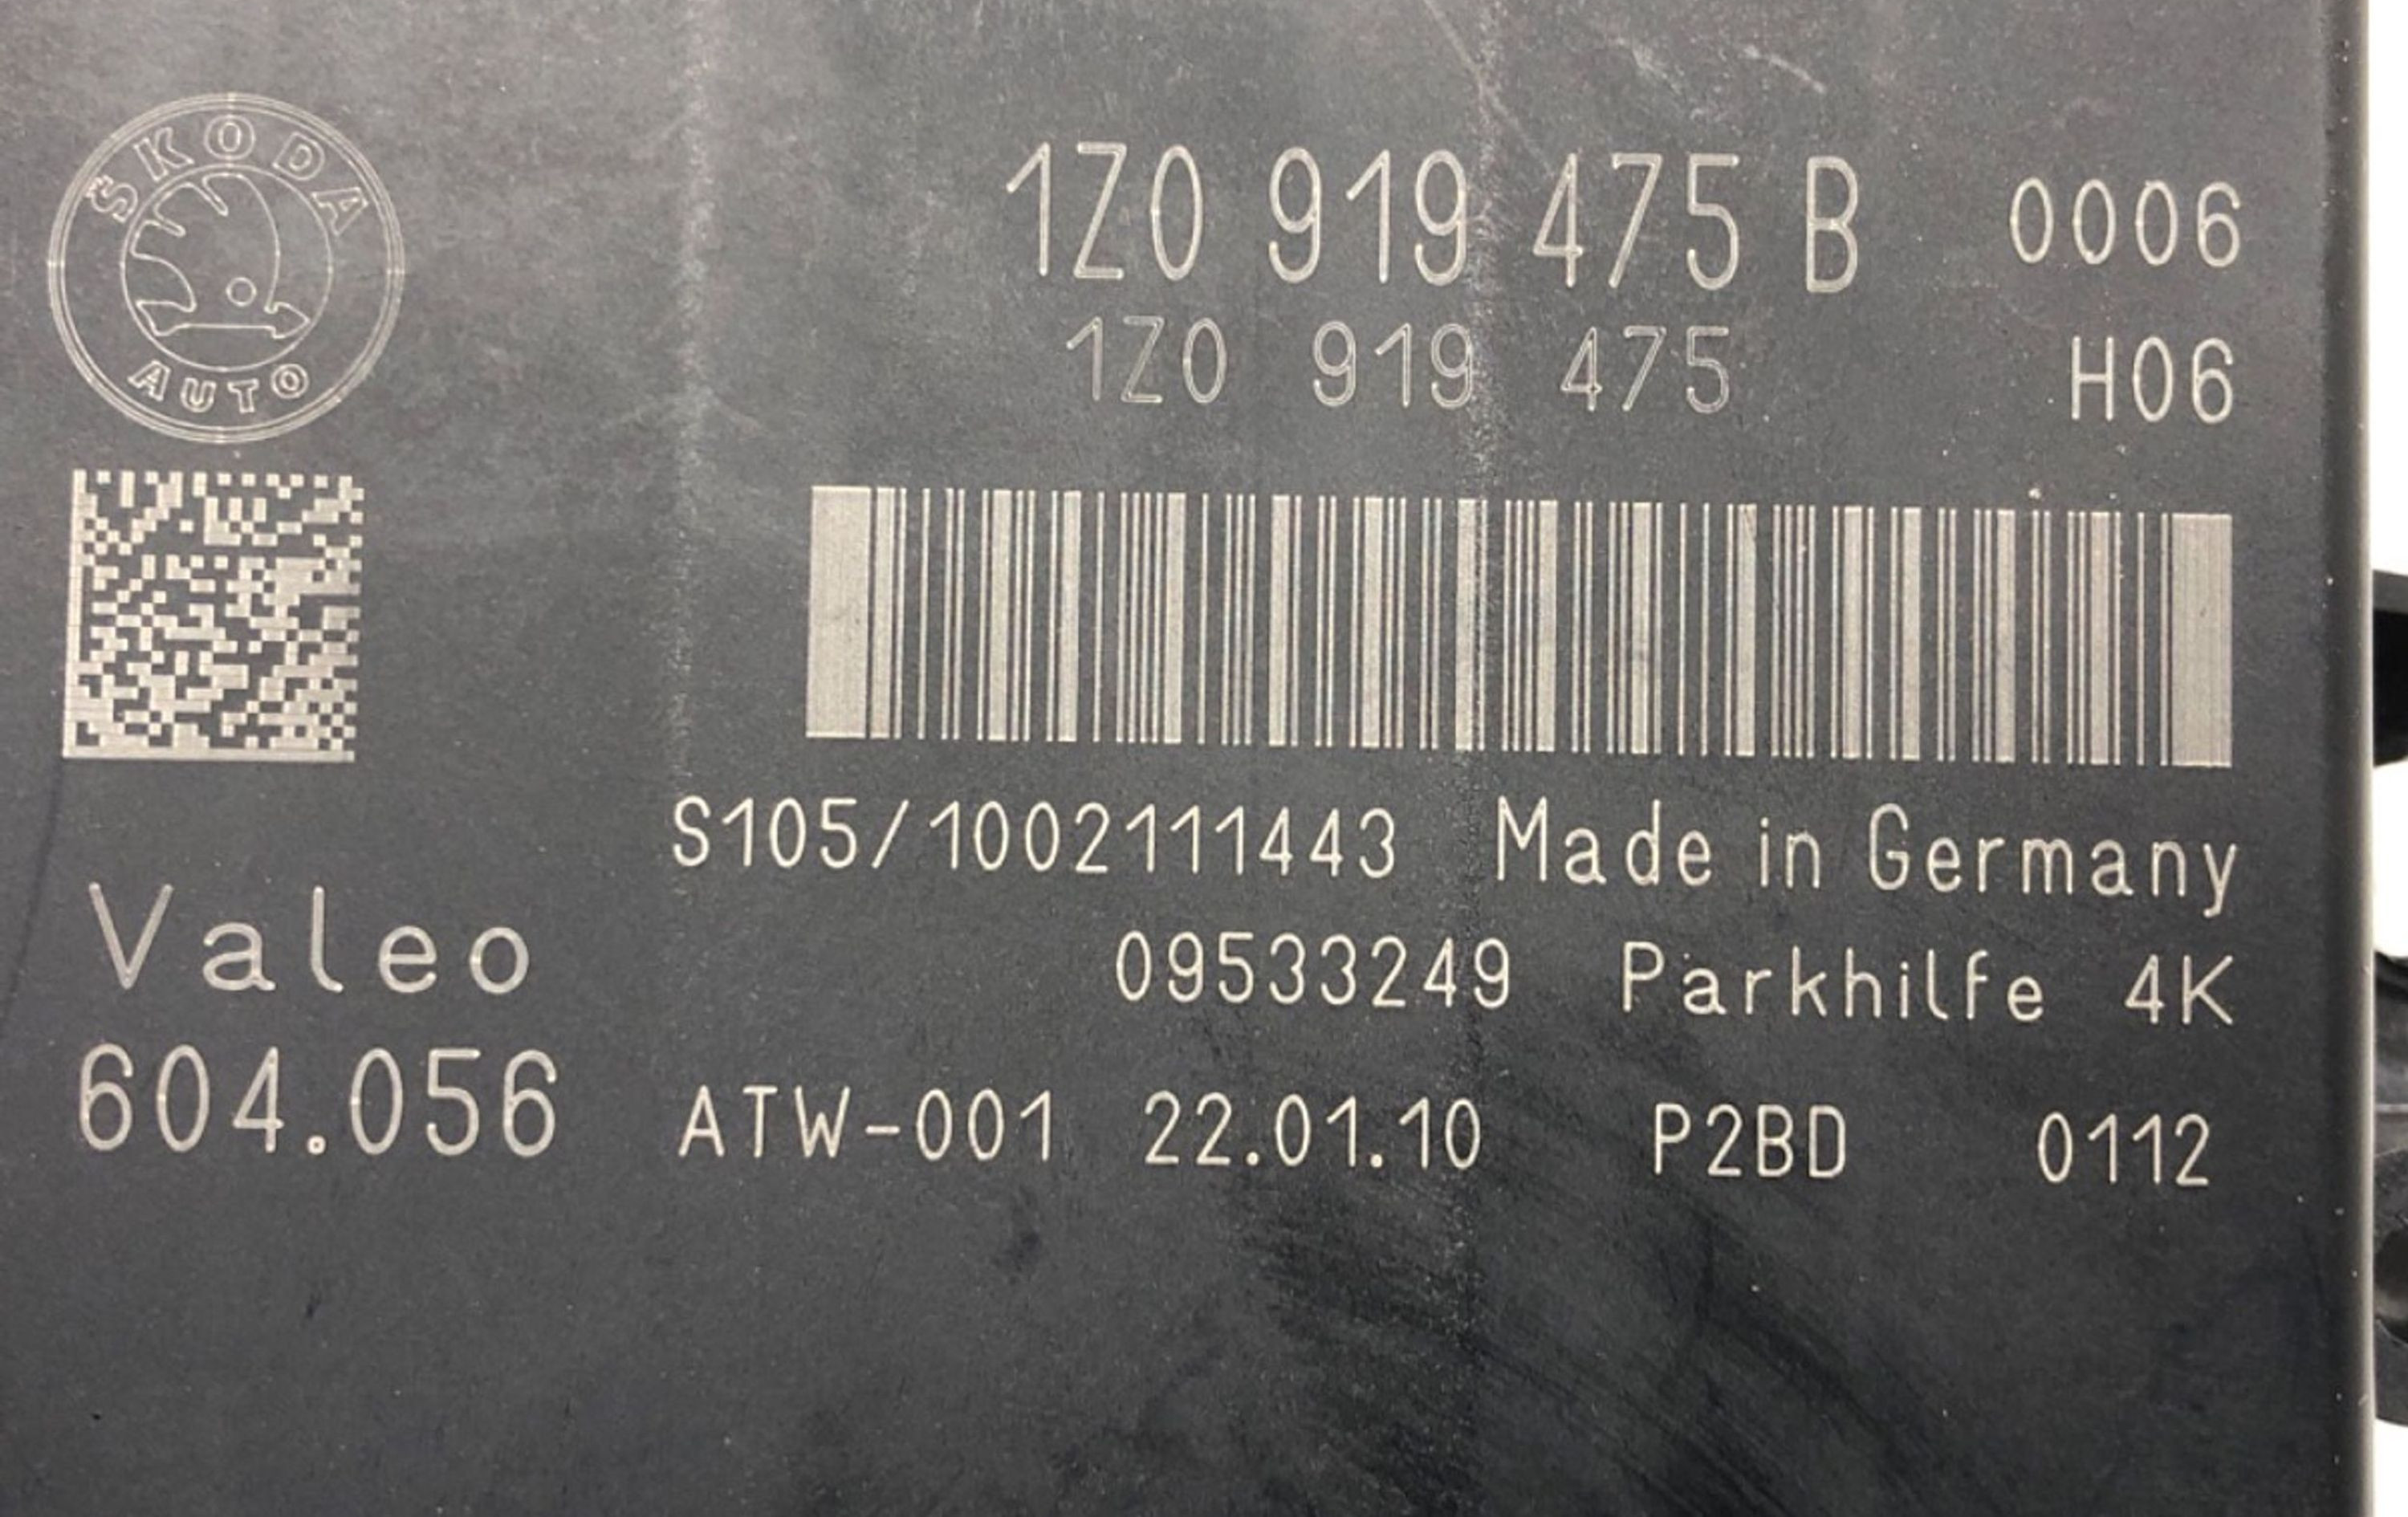 ŠKODA
AUTO
1Z0 919 475 B 0006
1Z0 919 475 H06
S105/1002111443 Made in Germany
Valeo
09533249 Parkhilfe 4K
604.056
ATW-001 22.01.10 P2BD 0112